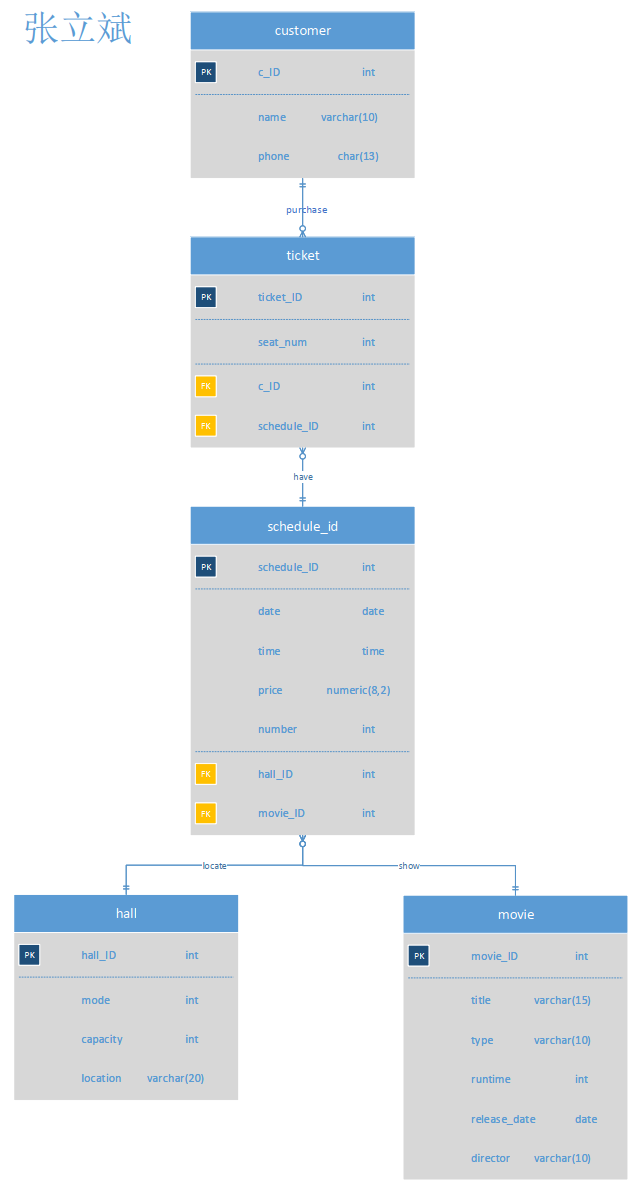 张立斌
customer
PK c_ID int
name varchar(10)
phone char(13)
purchase
ticket
PK ticket_ID int
seat_num int
FK c_ID int
FK schedule_ID int
have
schedule_id
PK schedule_ID int
date date
time time
price numeric(8,2)
number int
FK hall_ID int
FK movie_ID int
locate show
hall
PK hall_ID int
mode int
capacity int
location varchar(20)
movie
PK movie_ID int
title varchar(15)
type varchar(10)
runtime int
release_date date
director varchar(10)